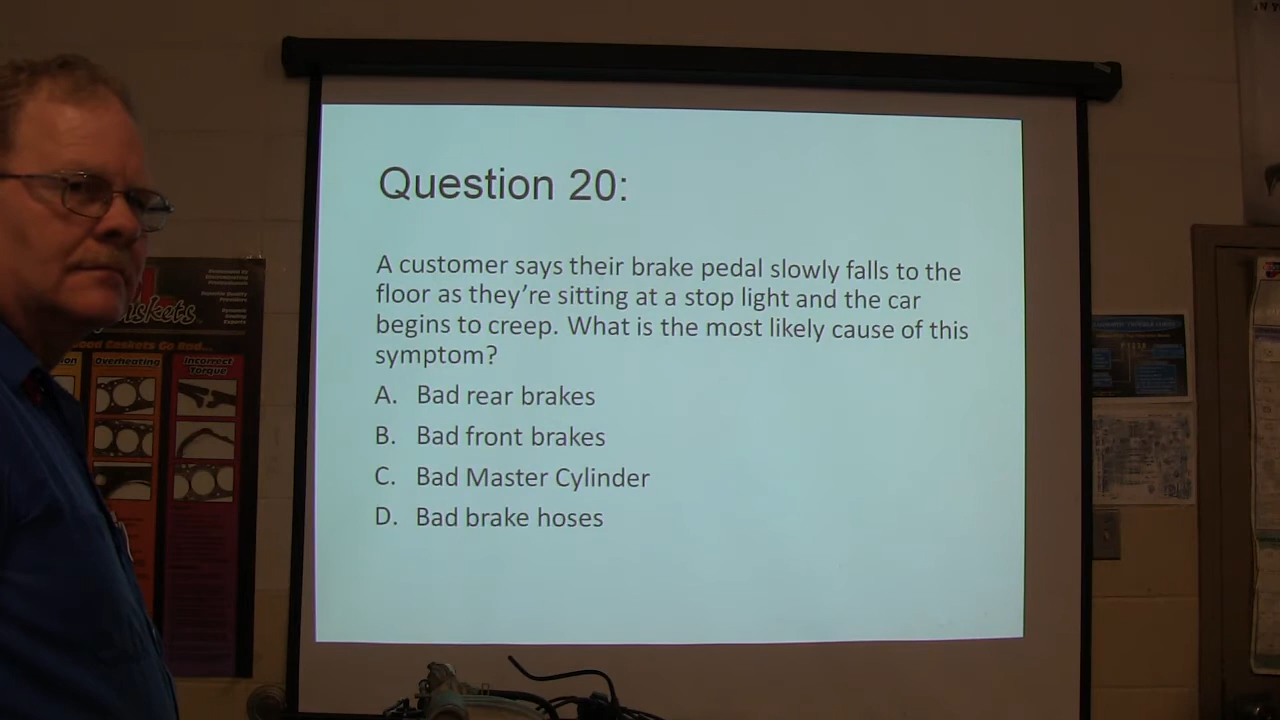 Question 20:
A customer says their brake pedal slowly falls to the
floor as they're sitting at a stop light and the car
begins to creep. What is the most likely cause of this
symptom?
A. Bad rear brakes
B. Bad front brakes
C. Bad Master Cylinder
D. Bad brake hoses
Gaskets Go Bad...
Overheating
Incorrect
Torque